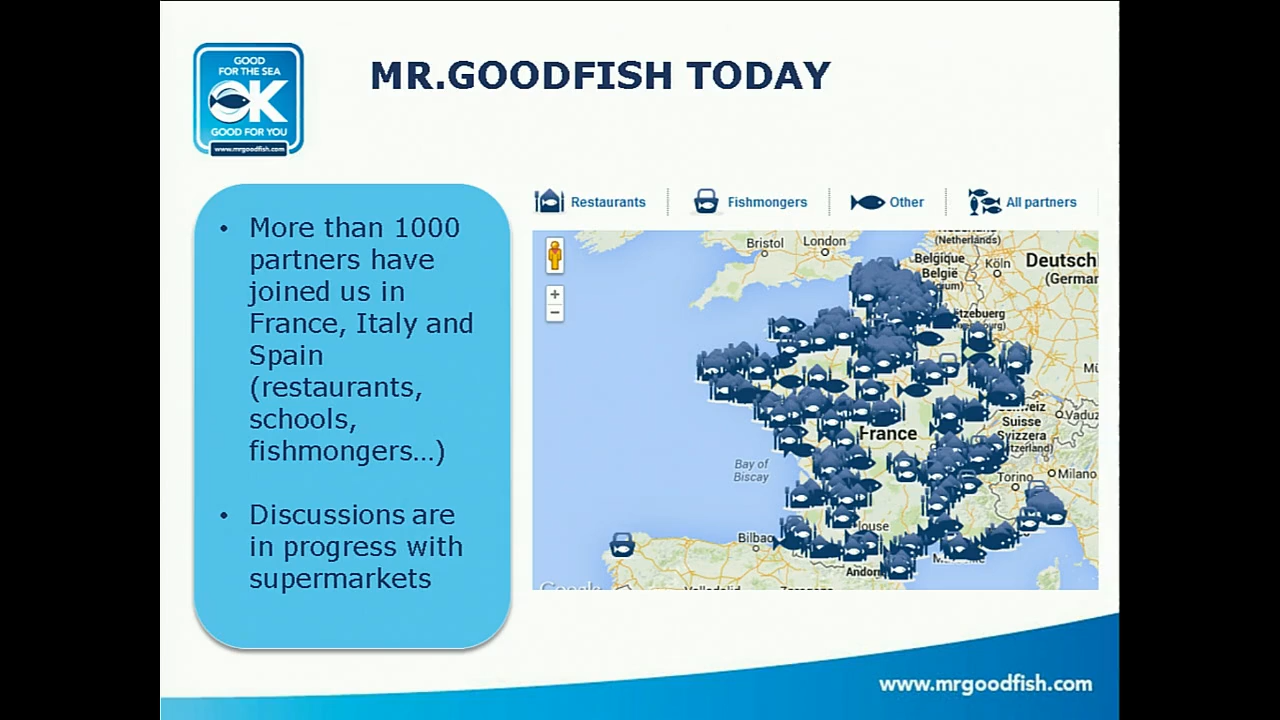 GOOD
FOR THE SEA
OK
GOOD FOR YOU
www.mrgoodfish.com
MR.GOODFISH TODAY
• More than 1000
partners have
joined us in
France, Italy and
Spain
(restaurants,
schools,
fishmongers...)
• Discussions are
in progress with
supermarkets
Restaurants
Fishmongers
Other
All partners
Bristol
London
(Netherlands)
Belgique
België
Köln
Deutschl
(German
France
Suisse
Svizzera
Vaduz
Bay of
Biscay
Torino
Milano
Bilbao
Andorr
Google
+
−
www.mrgoodfish.com